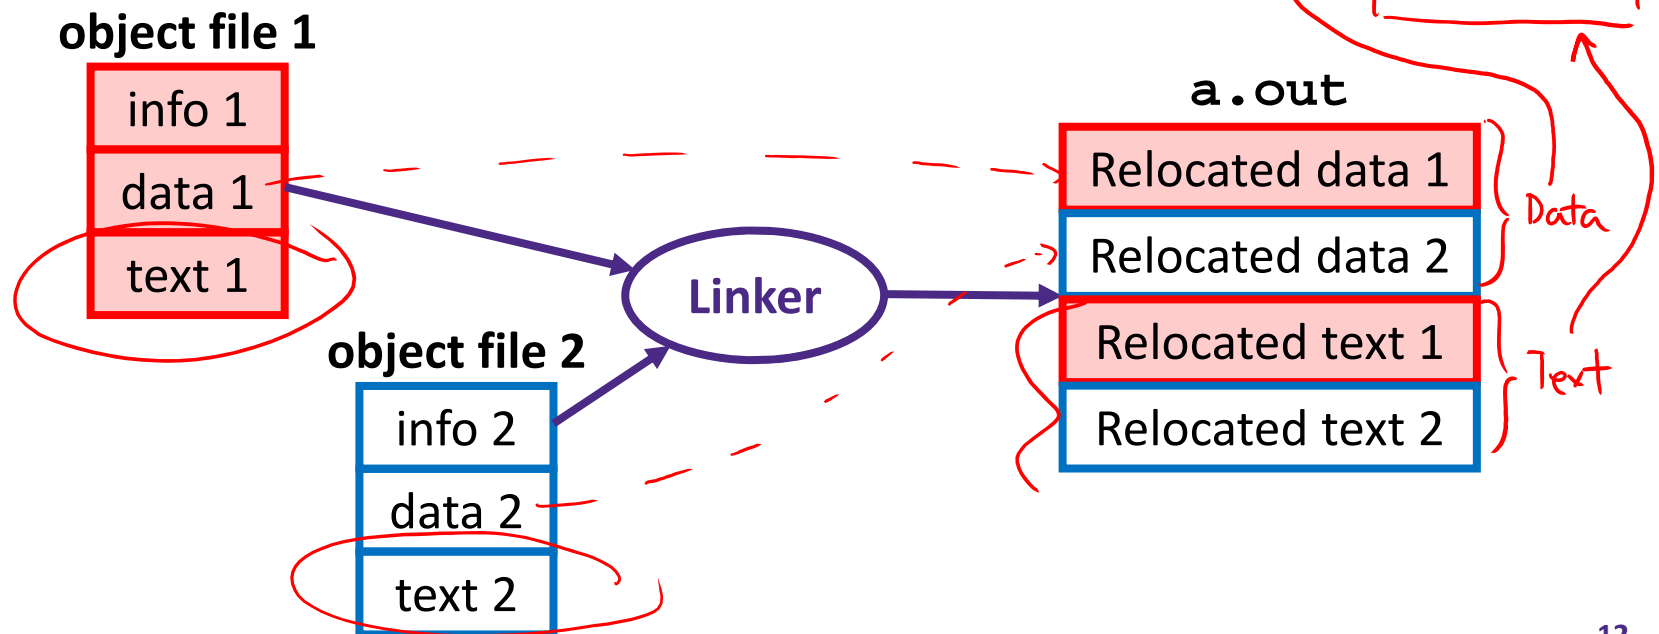 object file 1
info 1
data 1
text 1
object file 2
info 2
data 2
text 2
Linker
a.out
Relocated data 1
Relocated data 2
Relocated text 1
Relocated text 2
Data
Text